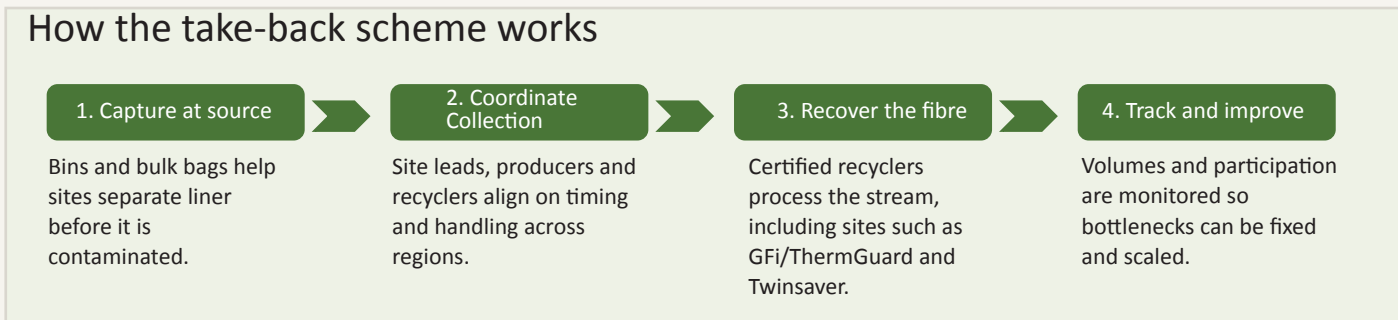 How the take-back scheme works
1. Capture at source
Bins and bulk bags help
sites separate liner
before it is
contaminated.
2. Coordinate
Collection
Site leads, producers and
recyclers align on timing
and handling across
regions.
3. Recover the fibre
Certified recyclers
process the stream,
including sites such as
GFi/ThermGuard and
Twinsaver.
4. Track and improve
Volumes and participation
are monitored so
bottlenecks can be fixed
and scaled.